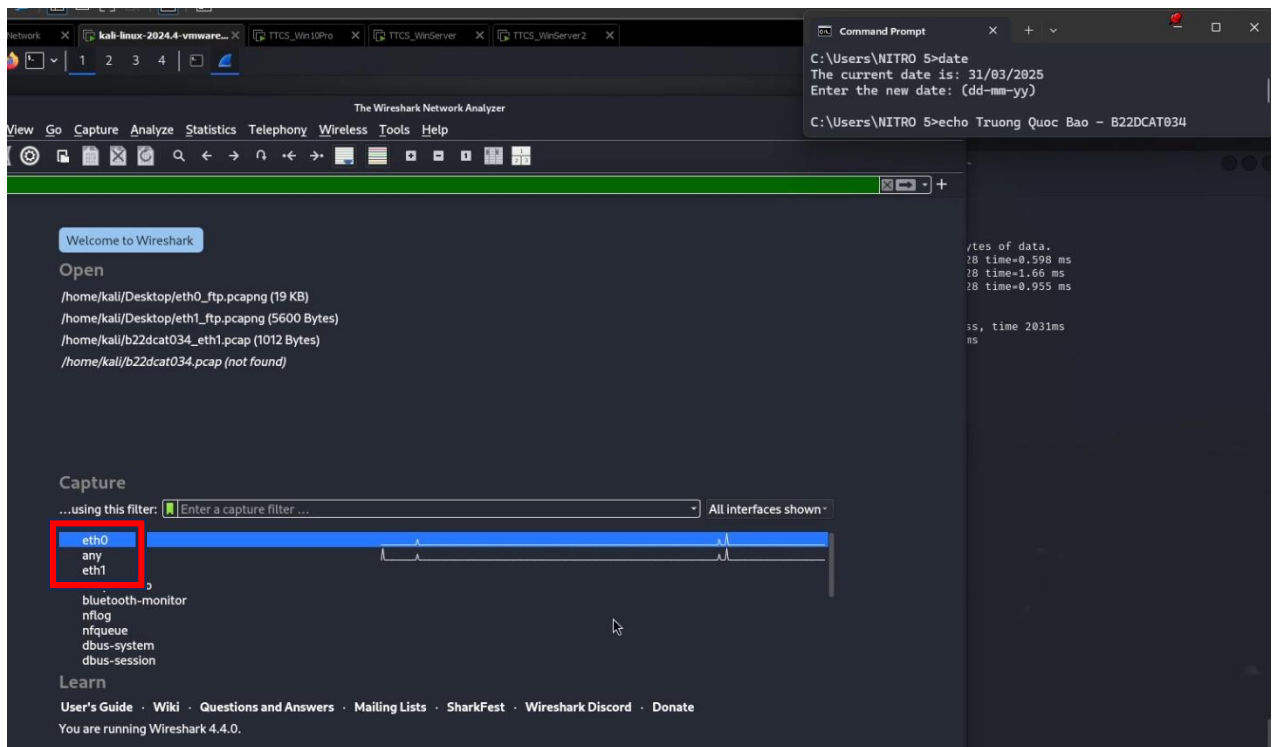 Network kali-linux-2024.4-vmware... TTCS_Win10Pro TTCS_WinServer TTCS_WinServer2
1 2 3 4
The Wireshark Network Analyzer
View Go Capture Analyze Statistics Telephony Wireless Tools Help
Command Prompt
C:\Users\NITRO 5>date
The current date is: 31/03/2025
Enter the new date: (dd-mm-yy)
C:\Users\NITRO 5>echo Truong Quoc Bao - B22DCAT034
Welcome to Wireshark
Open
/home/kali/Desktop/eth0_ftp.pcapng (19 KB)
/home/kali/Desktop/eth1_ftp.pcapng (5600 Bytes)
/home/kali/b22dcat034_eth1.pcap (1012 Bytes)
/home/kali/b22dcat034.pcap (not found)
ytes of data.
28 time=0.598 ms
28 time=1.66 ms
28 time=0.955 ms
ss, time 2031ms
ms
Capture
...using this filter: Enter a capture filter ... All interfaces shown
eth0
any
eth1
bluetooth-monitor
nflog
nfqueue
dbus-system
dbus-session
Learn
User's Guide · Wiki · Questions and Answers · Mailing Lists · SharkFest · Wireshark Discord · Donate
You are running Wireshark 4.4.0.